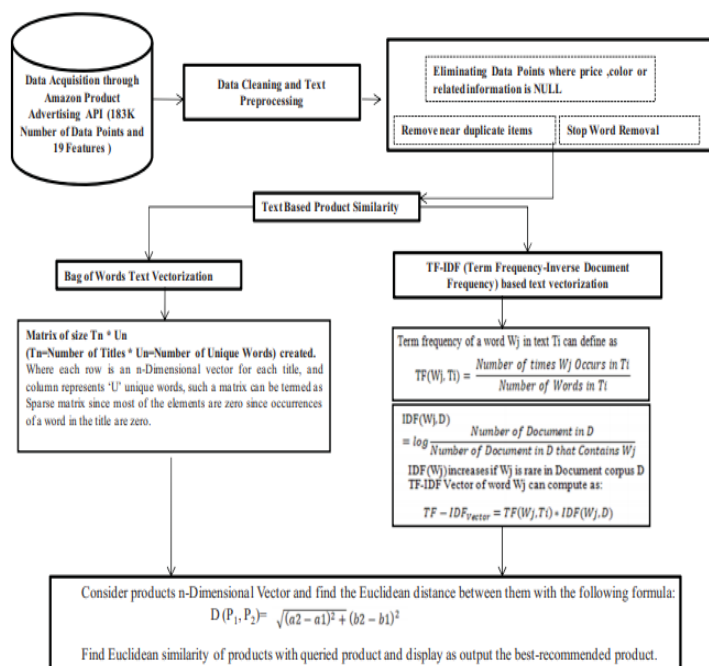 Data Acquisition through
Amazon Product
Advertising API (183K
Number of Data Points and
19 Features )
Data Cleaning and Text
Preprocessing
Eliminating Data Points where price ,color or
related information is NULL
Remove near duplicate items
Stop Word Removal
Text Based Product Similarity
Bag of Words Text Vectorization
TF-IDF (Term Frequency-Inverse Document
Frequency) based text vectorization
Matrix of size Tn * Un
(Tn=Number of Titles * Un=Number of Unique Words) created.
Where each row is an n-Dimensional vector for each title, and
column represents ‘U’ unique words, such a matrix can be termed as
Sparse matrix since most of the elements are zero since occurrences
of a word in the title are zero.
Term frequency of a word Wj in text Ti can define as
TF(Wj, Ti) = Number of times Wj Occurs in Ti / Number of Words in Ti
IDF(Wj,D)
= log Number of Document in D / Number of Document in D that Contains Wj
IDF(Wj) increases if Wj is rare in Document corpus D
TF-IDF Vector of word Wj can compute as:
TF − IDF_Vector = TF(Wj,Ti) * IDF(Wj,D)
Consider products n-Dimensional Vector and find the Euclidean distance between them with the following formula:
D (P₁, P₂)= √(a2 − a1)² + (b2 − b1)²
Find Euclidean similarity of products with queried product and display as output the best-recommended product.